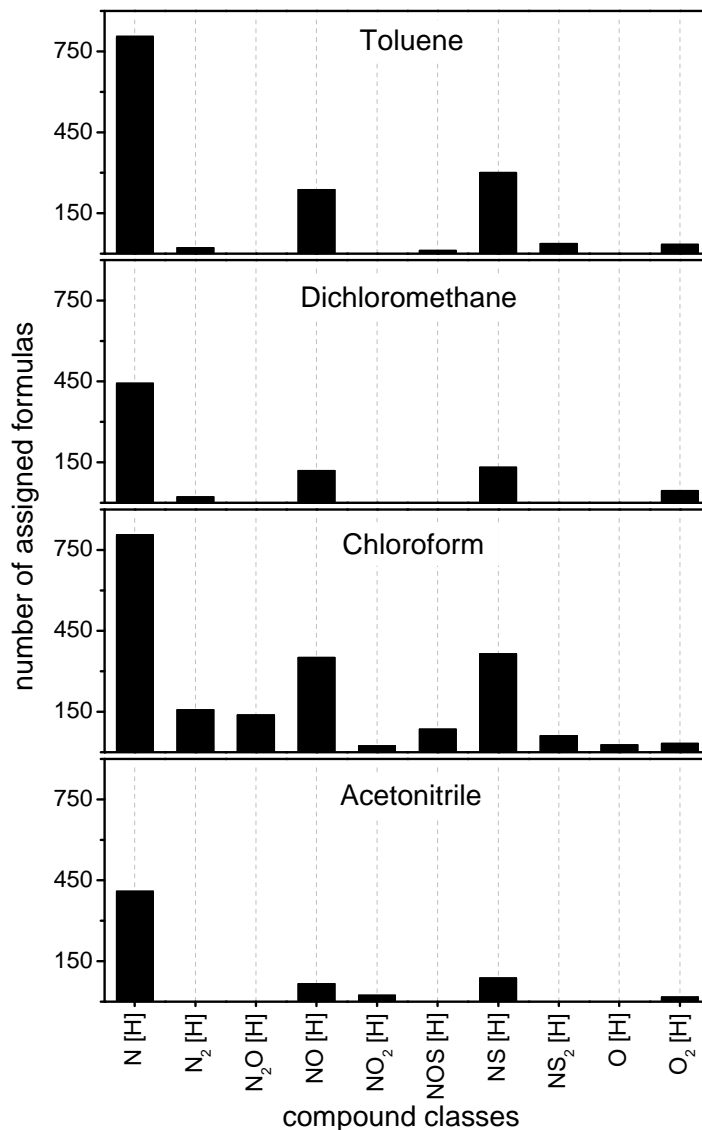 number of assigned formulas
Toluene
750
450
150
Dichloromethane
750
450
150
Chloroform
750
450
150
Acetonitrile
750
450
150
N [H]
N₂ [H]
N₂O [H]
NO [H]
NO₂ [H]
NOS [H]
NS [H]
NS₂ [H]
O [H]
O₂ [H]
compound classes